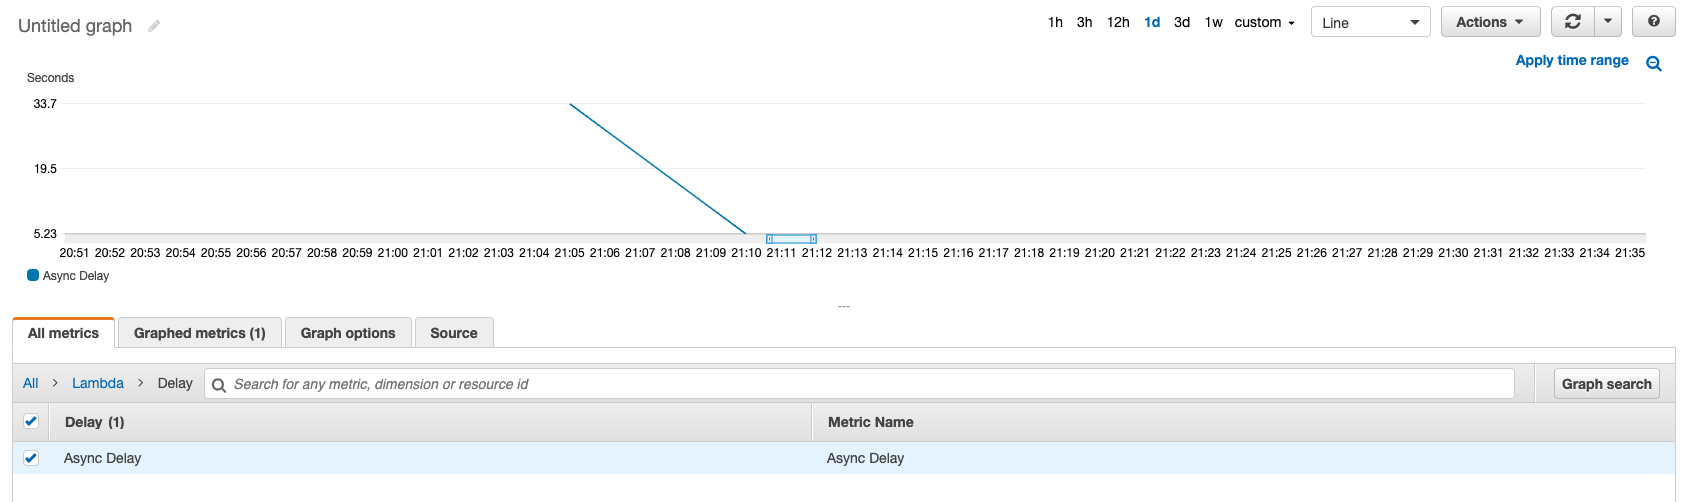 Untitled graph
1h 3h 12h 1d 3d 1w custom
Line
Actions
?
Apply time range
Seconds
33.7
19.5
5.23
20:51 20:52 20:53 20:54 20:55 20:56 20:57 20:58 20:59 21:00 21:01 21:02 21:03 21:04 21:05 21:06 21:07 21:08 21:09 21:10 21:11 21:12 21:13 21:14 21:15 21:16 21:17 21:18 21:19 21:20 21:21 21:22 21:23 21:24 21:25 21:26 21:27 21:28 21:29 21:30 21:31 21:32 21:33 21:34 21:35
Async Delay
All metrics
Graphed metrics (1)
Graph options
Source
All > Lambda > Delay
Search for any metric, dimension or resource id
Graph search
Delay (1)
Metric Name
Async Delay
Async Delay